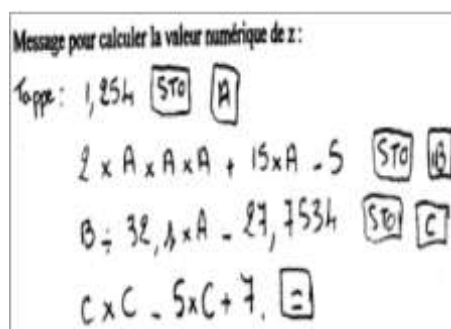 Message pour calculer la valeur numérique de z :
Tappe : 1,254 STO A
2 x A x A x A + 15 x A - 5 STO B
B ÷ 32,1 x A - 27,7534 STO C
C x C - 5 x C + 7. =